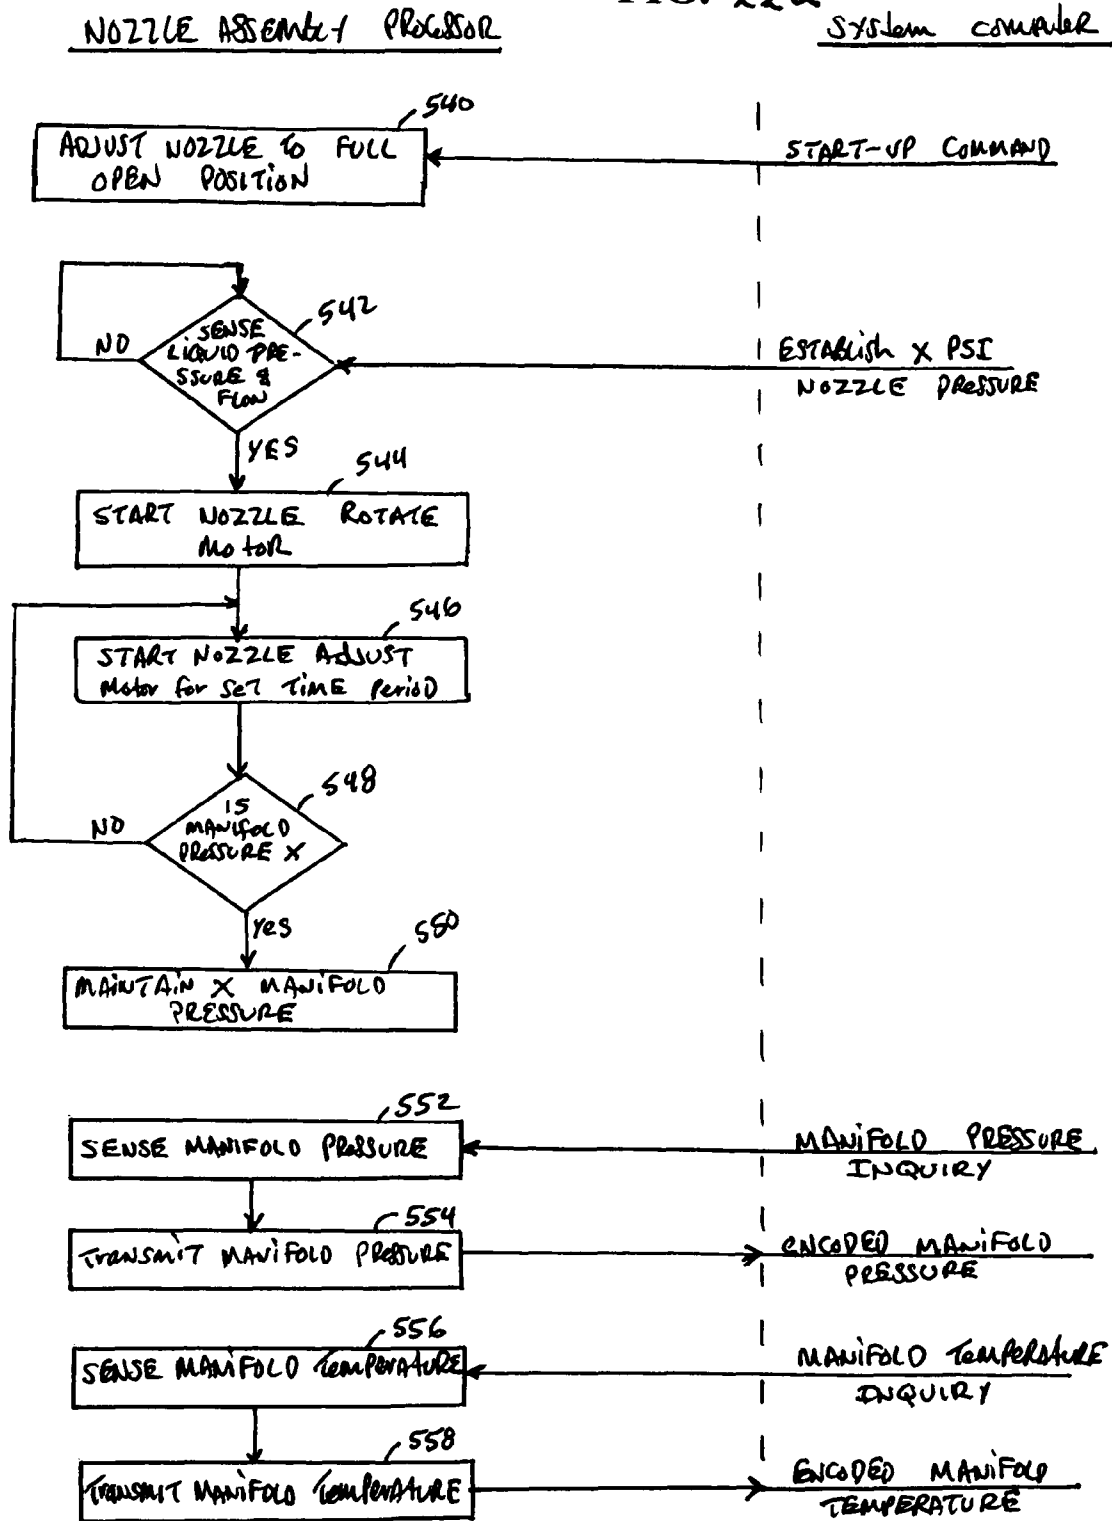 FIG. 22a
NOZZLE ASSEMBLY PROCESSOR
SYSTEM COMPUTER
540
ADJUST NOZZLE TO FULL
OPEN POSITION
START-UP COMMAND
542
NO
SENSE
LIQUID PRE-
SSURE &
FLOW
ESTABLISH X PSI
NOZZLE PRESSURE
YES
544
START NOZZLE ROTATE
MOTOR
546
START NOZZLE ADJUST
MOTOR FOR SET TIME PERIOD
548
NO
IS
MANIFOLD
PRESSURE X
YES
550
MAINTAIN X MANIFOLD
PRESSURE
552
SENSE MANIFOLD PRESSURE
MANIFOLD PRESSURE
INQUIRY
554
TRANSMIT MANIFOLD PRESSURE
ENCODED MANIFOLD
PRESSURE
556
SENSE MANIFOLD TEMPERATURE
MANIFOLD TEMPERATURE
INQUIRY
558
TRANSMIT MANIFOLD TEMPERATURE
ENCODED MANIFOLD
TEMPERATURE